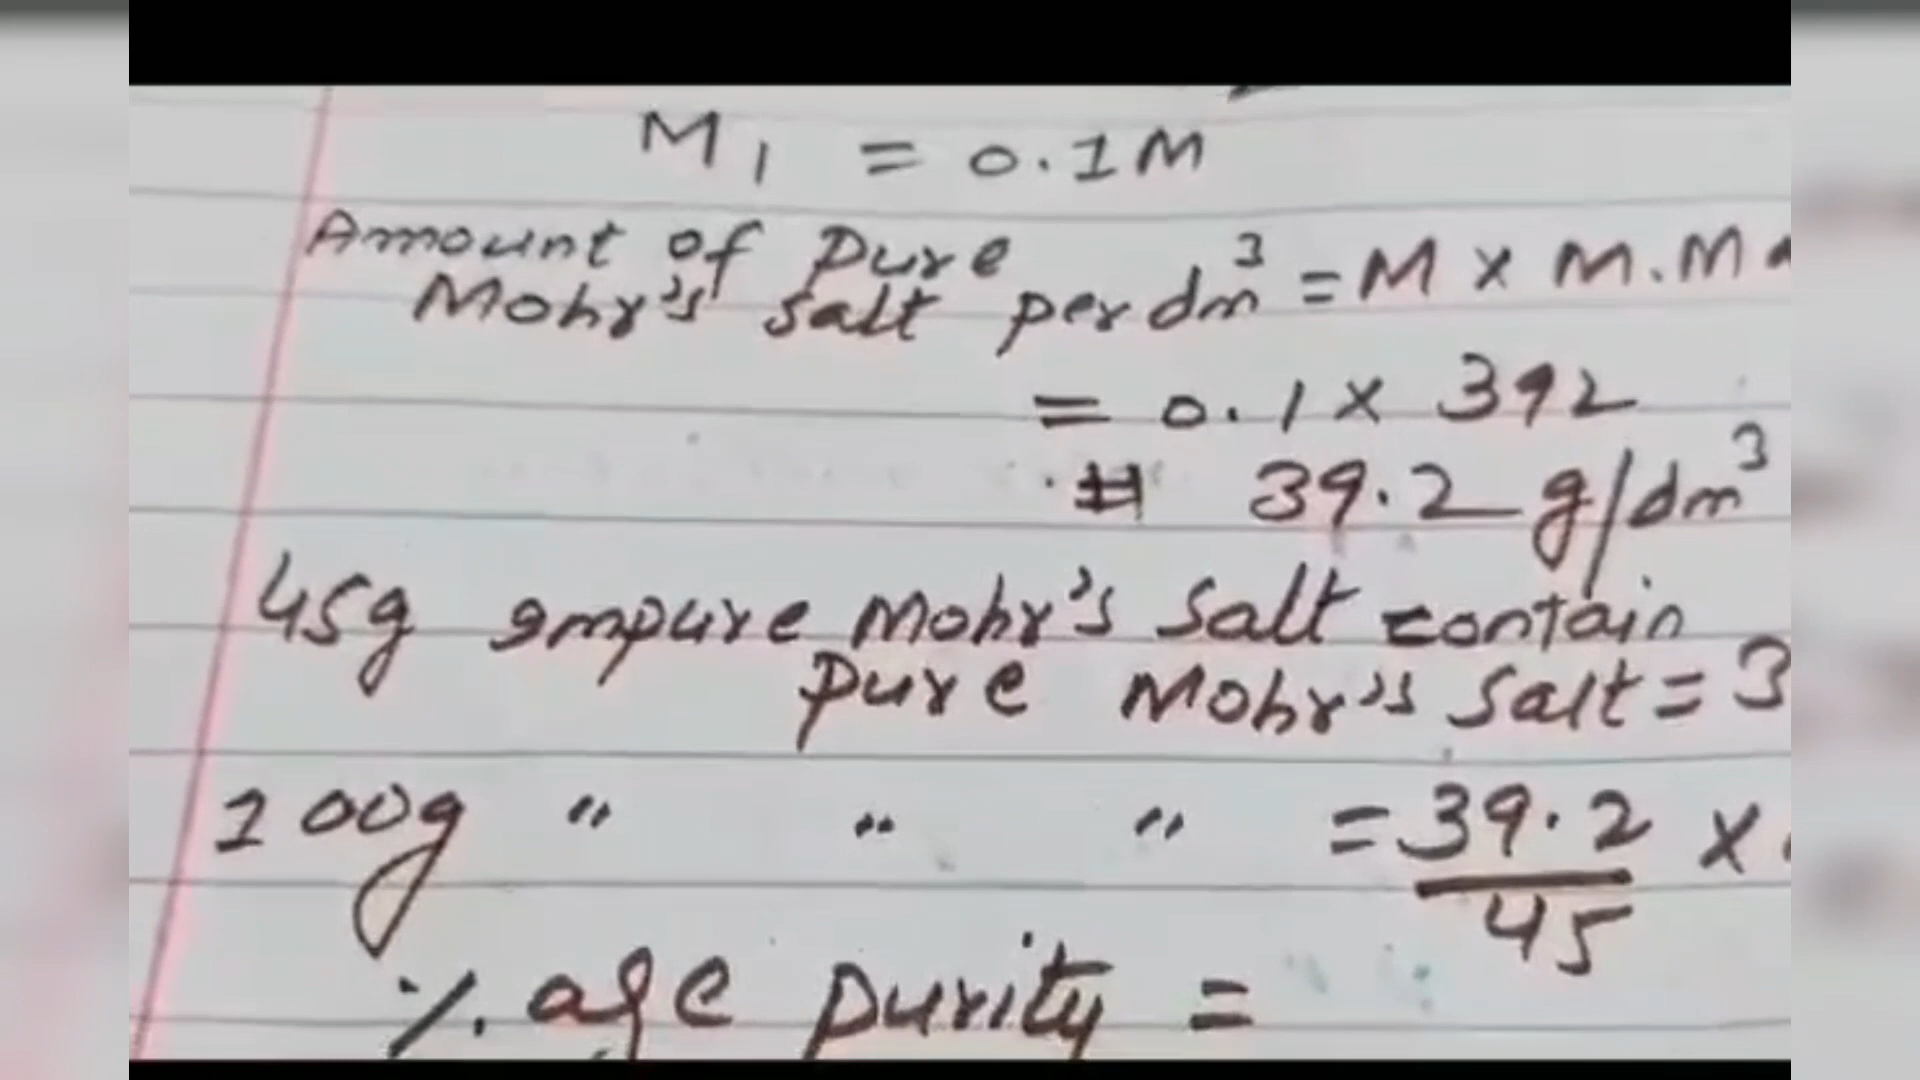 M₁ = 0.1M
Amount of Pure
Mohr's salt per dm³ = M × M.M
= 0.1 × 392
= 39.2 g/dm³
45g impure Mohr's Salt contain
pure Mohr's Salt = 3
100g " " " = 39.2 ×
45
%age purity =